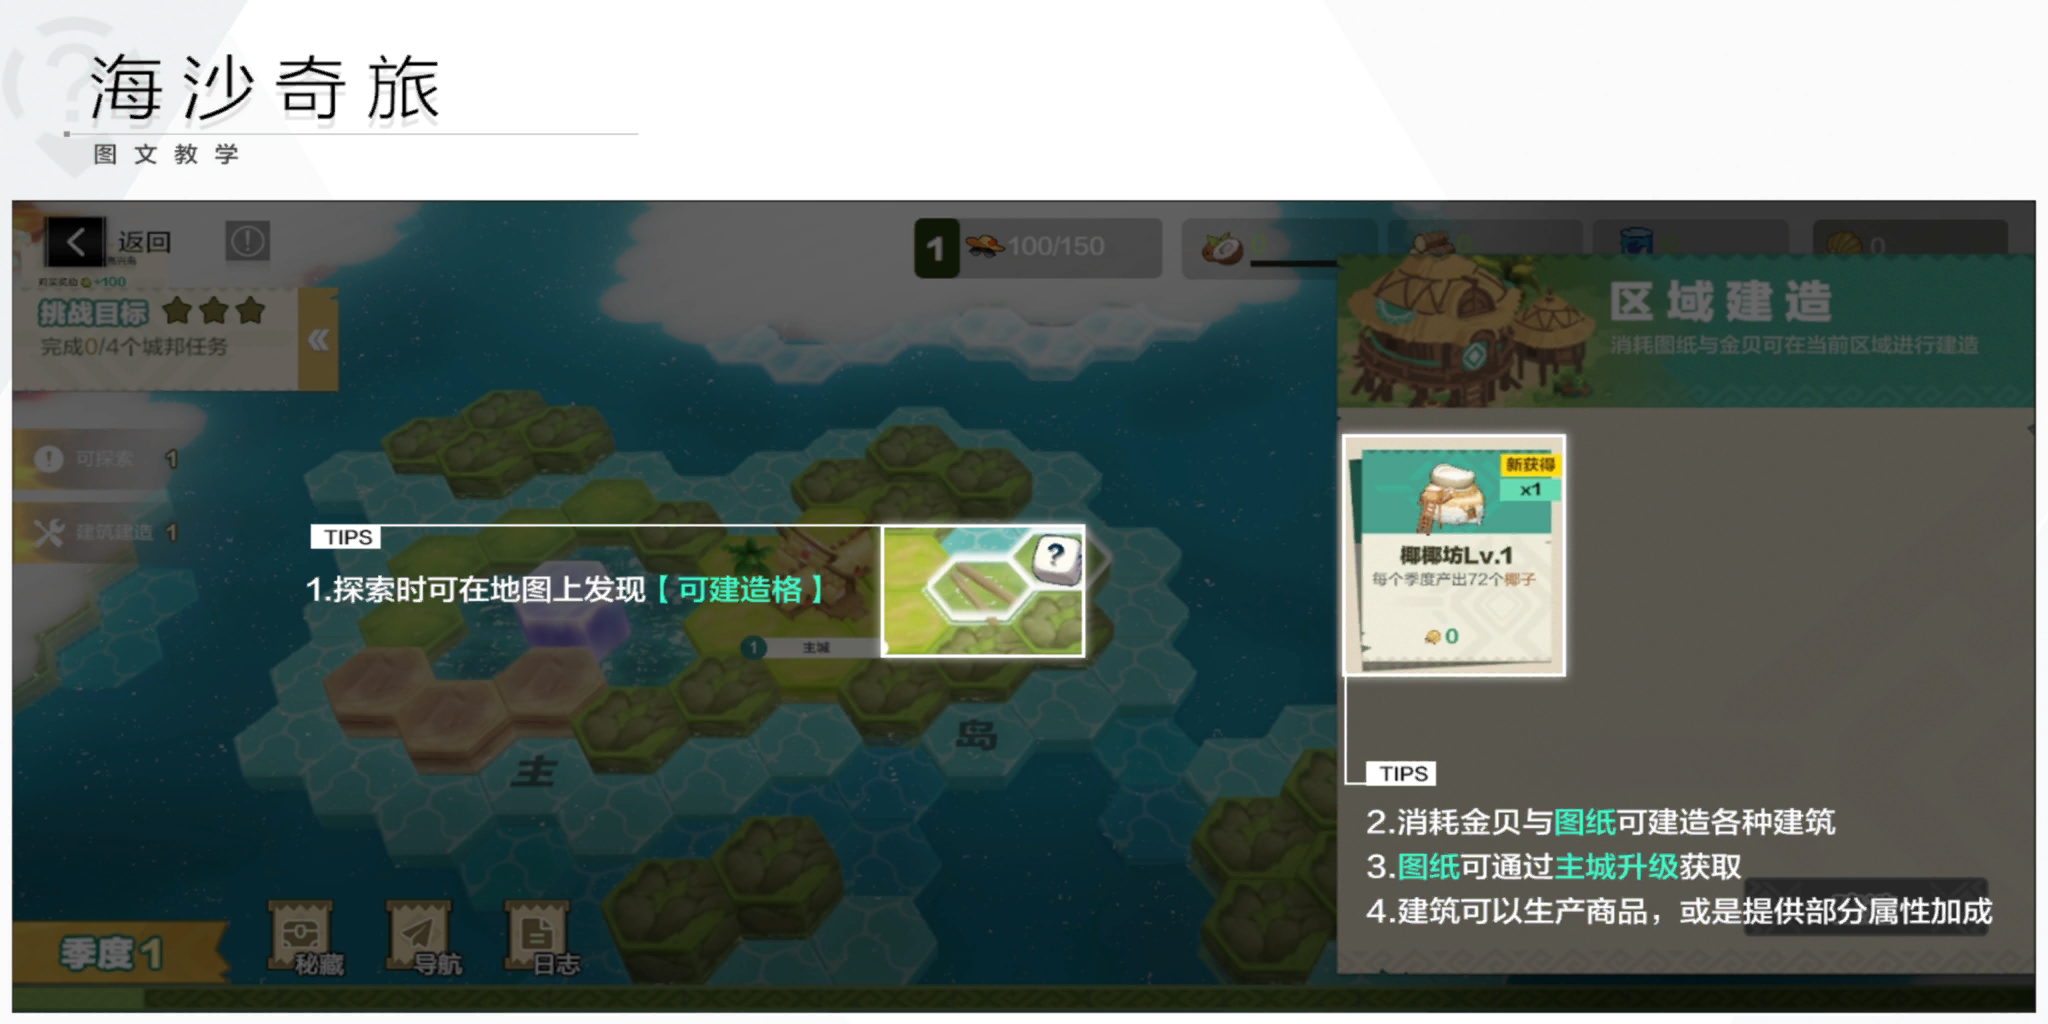 海沙奇旅
图文教学
返回
1
100/150
0
+100
挑战目标
完成0/4个城邦任务
可探索 1
建筑建造 1
区域建造
消耗图纸与金贝可在当前区域进行建造
新获得
x1
椰椰坊Lv.1
每个季度产出72个椰子
0
TIPS
1.探索时可在地图上发现【可建造格】
?
1 主城
岛
主
TIPS
2.消耗金贝与图纸可建造各种建筑
3.图纸可通过主城升级获取
4.建筑可以生产商品，或是提供部分属性加成
季度1
秘藏
导航
日志